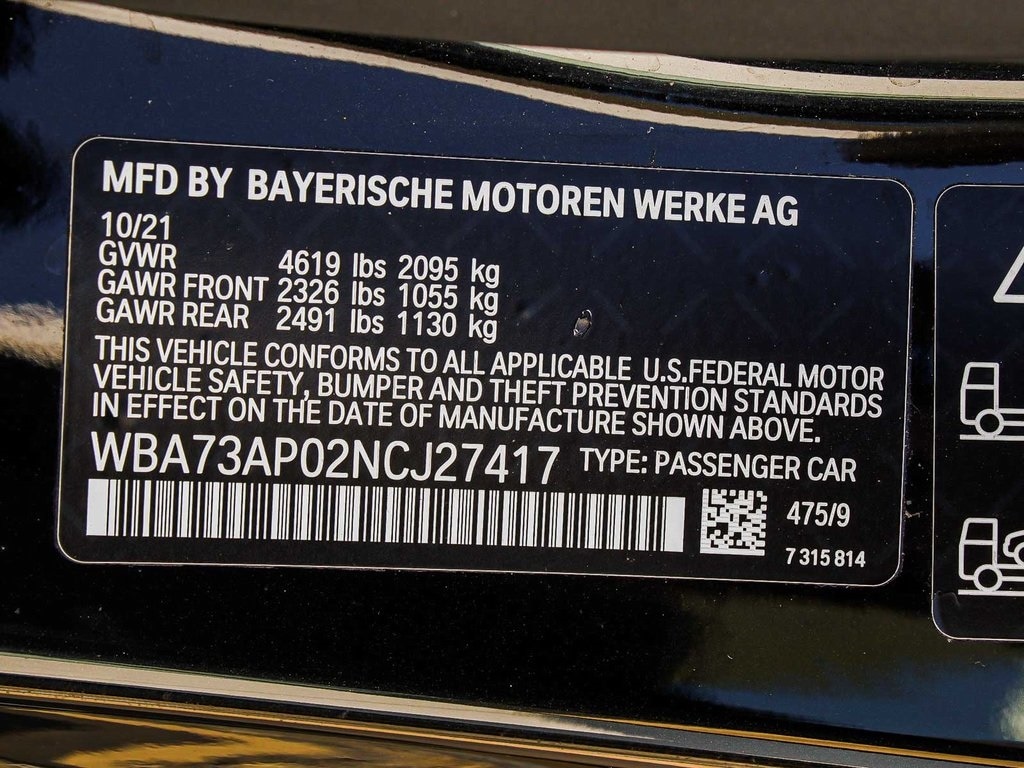 MFD BY BAYERISCHE MOTOREN WERKE AG
10/21
GVWR 4619 lbs 2095 kg
GAWR FRONT 2326 lbs 1055 kg
GAWR REAR 2491 lbs 1130 kg
THIS VEHICLE CONFORMS TO ALL APPLICABLE U.S.FEDERAL MOTOR
VEHICLE SAFETY, BUMPER AND THEFT PREVENTION STANDARDS
IN EFFECT ON THE DATE OF MANUFACTURE SHOWN ABOVE.
WBA73AP02NCJ27417 TYPE: PASSENGER CAR
475/9
7 315 814